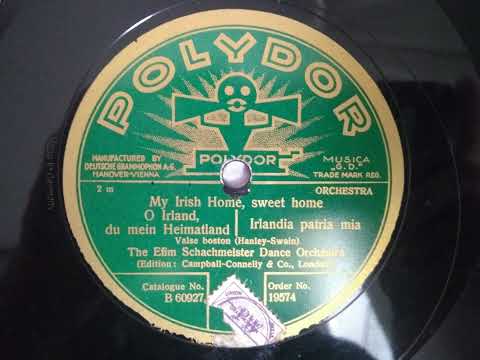 POLYDOR
MANUFACTURED BY
DEUTSCHE GRAMMOPHON A.-G.
HANOVER-VIENNA
POLYDOR
MUSICA
"G.D."
TRADE MARK REG.
2 m
ORCHESTRA
My Irish Home, sweet home
O Irland,
du mein Heimatland
Irlandia patria mia
Valse boston (Hanley-Swain)
The Efim Schachmeister Dance Orchestra
(Edition: Campball-Connelly & Co., London)
Catalogue No.
B 60927
Order No.
19574